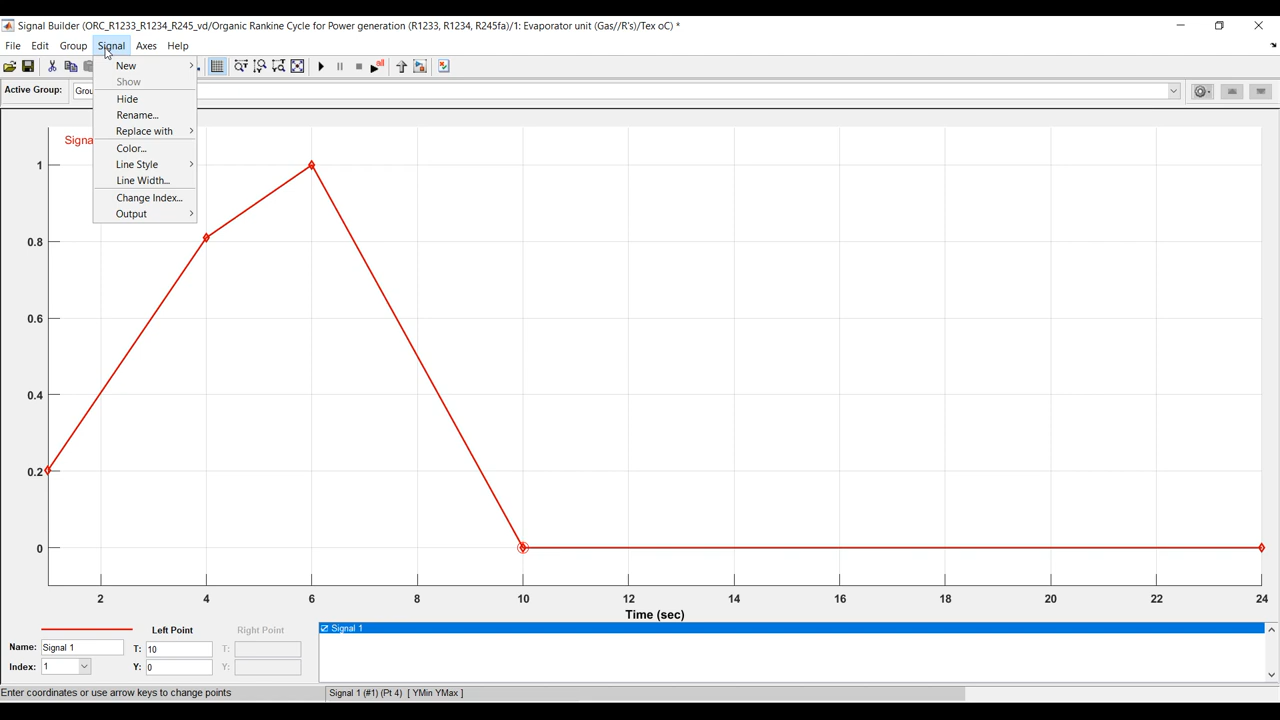 Signal Builder (ORC_R1233_R1234_R245_vd/Organic Rankine Cycle for Power generation (R1233, R1234, R245fa)/1: Evaporator unit (Gas//R's)/Tex oC) *
File Edit Group Signal Axes Help
New
Show
Hide
Rename...
Replace with
Color...
Line Style
Line Width...
Change Index...
Output
all
Active Group:
1
0.8
0.6
0.4
0.2
0
2 4 6 8 10 12 14 16 18 20 22 24
Time (sec)
Left Point Right Point
Name: Signal 1 T: 10 T:
Index: 1 Y: 0 Y:
Signal 1
Enter coordinates or use arrow keys to change points
Signal 1 (#1) (Pt 4) [ YMin YMax ]